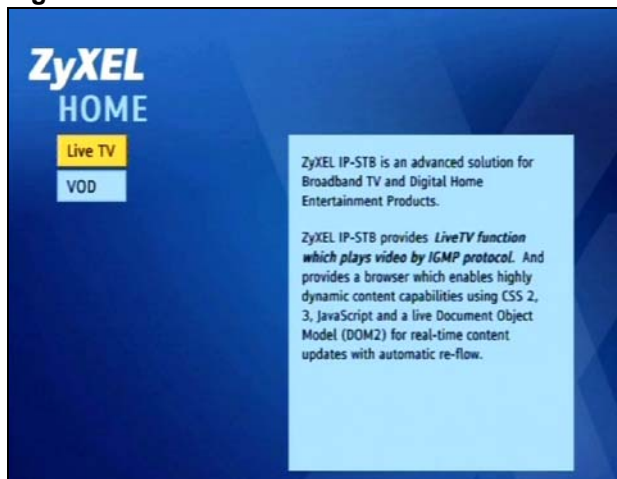 ZyXEL
HOME
Live TV
VOD
ZyXEL IP-STB is an advanced solution for
Broadband TV and Digital Home
Entertainment Products.
ZyXEL IP-STB provides LiveTV function
which plays video by IGMP protocol. And
provides a browser which enables highly
dynamic content capabilities using CSS 2,
3, JavaScript and a live Document Object
Model (DOM2) for real-time content
updates with automatic re-flow.